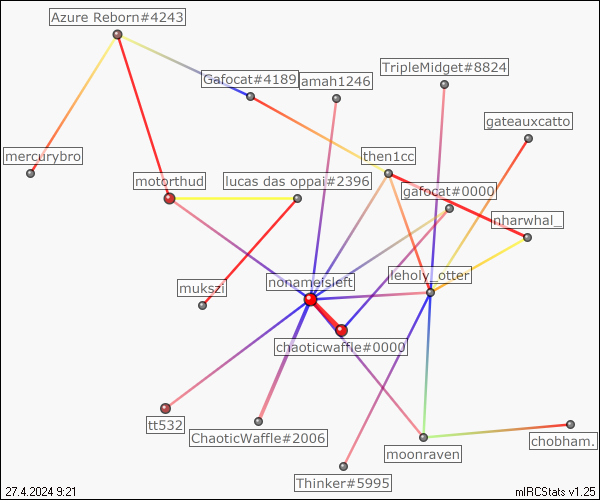 Azure Reborn#4243
TripleMidget#8824
Gafocat#4189
amah1246
gateauxcatto
mercurybro
then1cc
motorthud
lucas das oppai#2396
gafocat#0000
nharwhal_
leholy_otter
nonameisleft
mukszi
chaoticwaffle#0000
tt532
ChaoticWaffle#2006
moonraven
chobham.
Thinker#5995
27.4.2024 9:21
mIRCStats v1.25